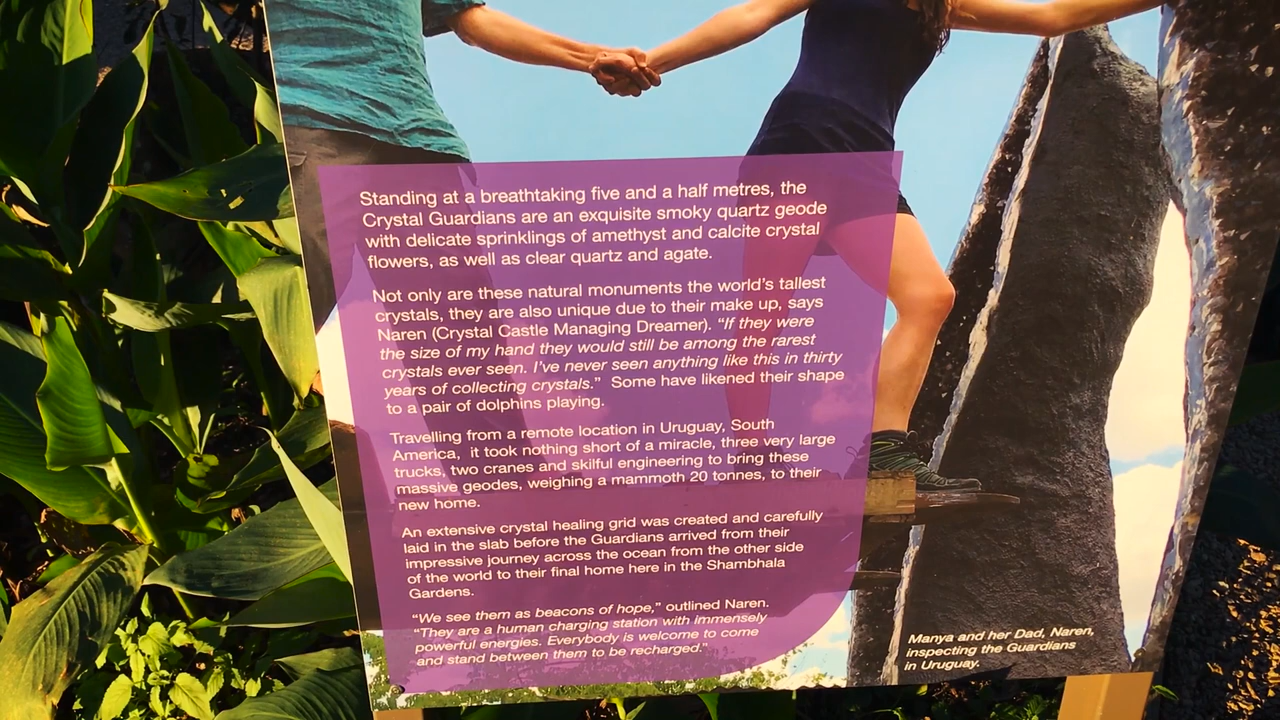 Standing at a breathtaking five and a half metres, the
Crystal Guardians are an exquisite smoky quartz geode
with delicate sprinklings of amethyst and calcite crystal
flowers, as well as clear quartz and agate.
Not only are these natural monuments the world's tallest
crystals, they are also unique due to their make up, says
Naren (Crystal Castle Managing Dreamer). "If they were
the size of my hand they would still be among the rarest
crystals ever seen. I've never seen anything like this in thirty
years of collecting crystals." Some have likened their shape
to a pair of dolphins playing.
Travelling from a remote location in Uruguay, South
America, it took nothing short of a miracle, three very large
trucks, two cranes and skilful engineering to bring these
massive geodes, weighing a mammoth 20 tonnes, to their
new home.
An extensive crystal healing grid was created and carefully
laid in the slab before the Guardians arrived from their
impressive journey across the ocean from the other side
of the world to their final home here in the Shambhala
Gardens.
"We see them as beacons of hope," outlined Naren.
"They are a human charging station with immensely
powerful energies. Everybody is welcome to come
and stand between them to be recharged."
Manya and her Dad, Naren,
inspecting the Guardians
in Uruguay.